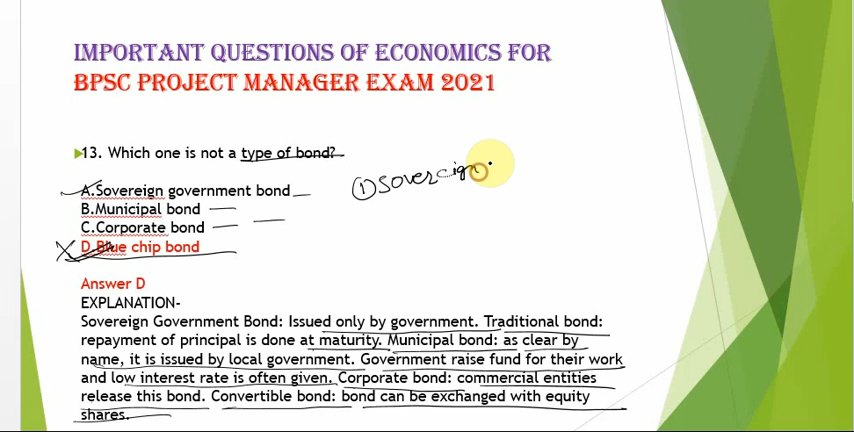 IMPORTANT QUESTIONS OF ECONOMICS FOR
BPSC PROJECT MANAGER EXAM 2021
13. Which one is not a type of bond?
A.Sovereign government bond
① Sovereign
B.Municipal bond
C.Corporate bond
D.Blue chip bond
Answer D
EXPLANATION-
Sovereign Government Bond: Issued only by government. Traditional bond:
repayment of principal is done at maturity. Municipal bond: as clear by
name, it is issued by local government. Government raise fund for their work
and low interest rate is often given. Corporate bond: commercial entities
release this bond. Convertible bond: bond can be exchanged with equity
shares.